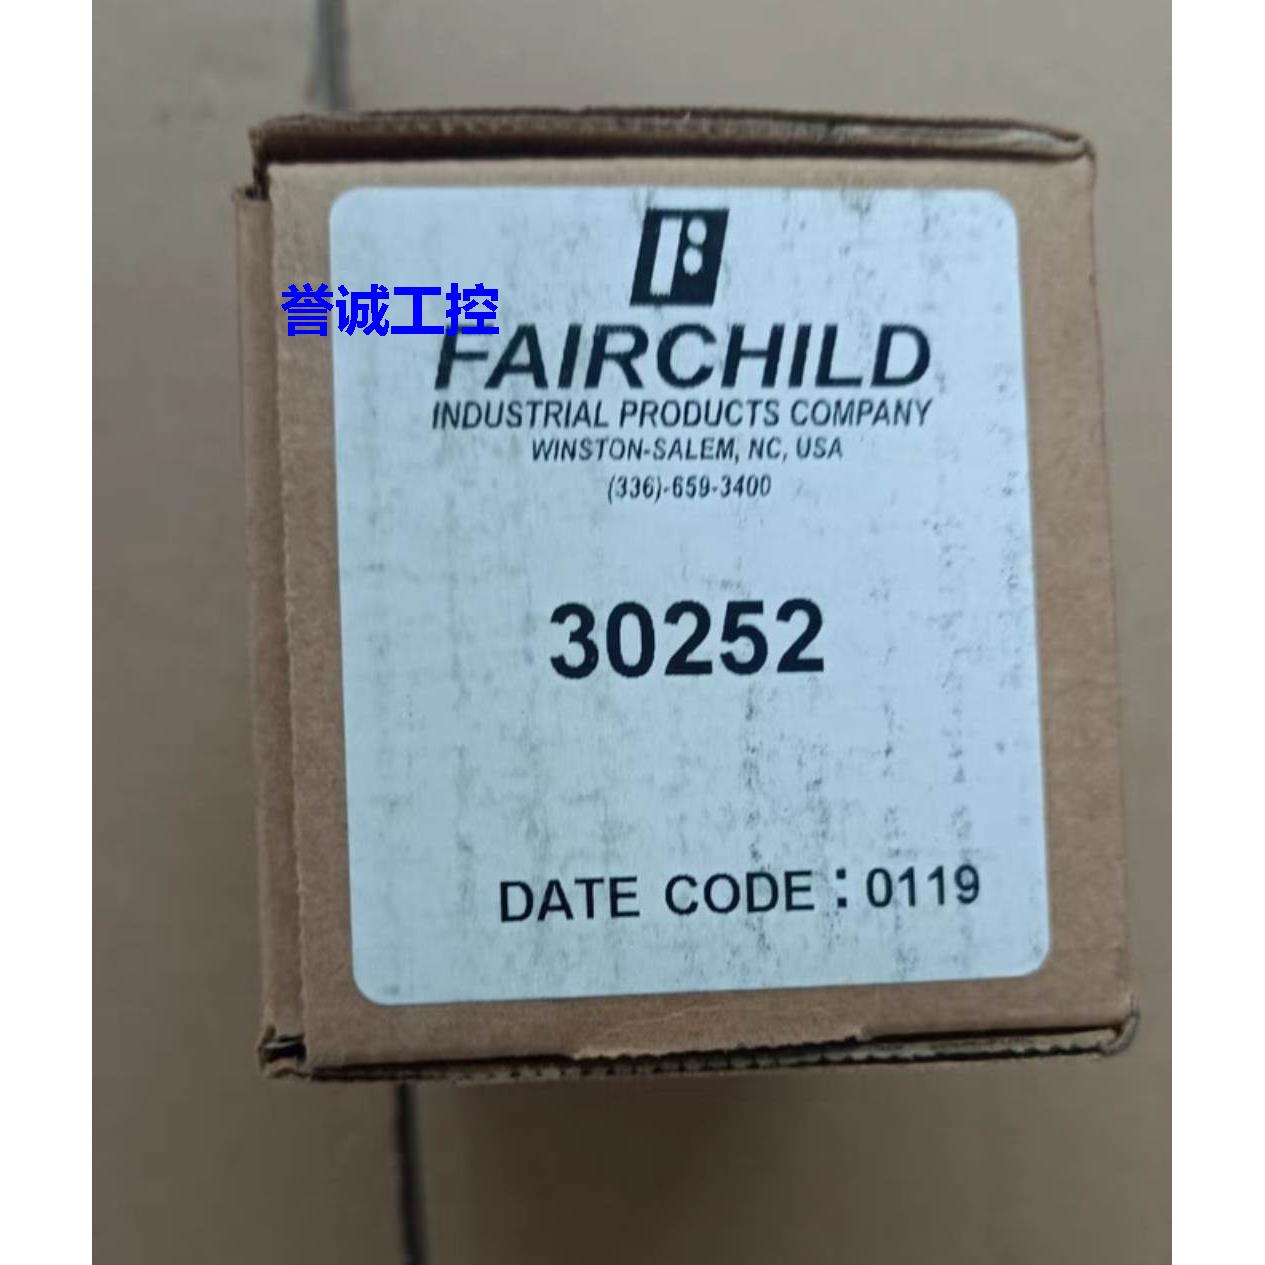 誉诚工控
FAIRCHILD
INDUSTRIAL PRODUCTS COMPANY
WINSTON-SALEM, NC, USA
(336)-659-3400
30252
DATE CODE : 0119